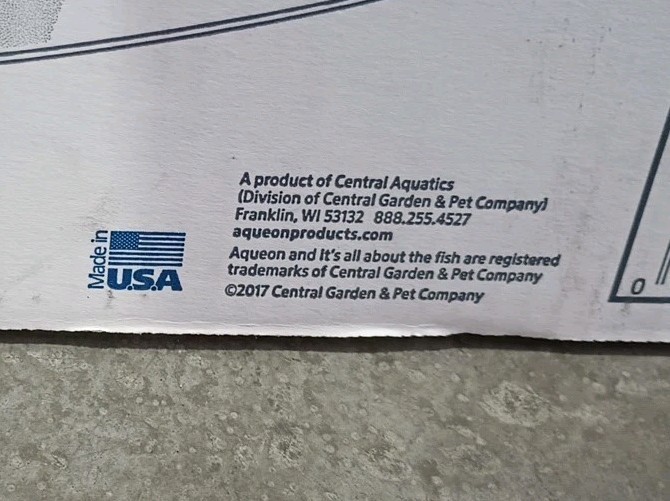 A product of Central Aquatics
(Division of Central Garden & Pet Company)
Franklin, WI 53132 888.255.4527
aqueonproducts.com
Aqueon and It's all about the fish are registered
trademarks of Central Garden & Pet Company
©2017 Central Garden & Pet Company
Made in
U.S.A
0